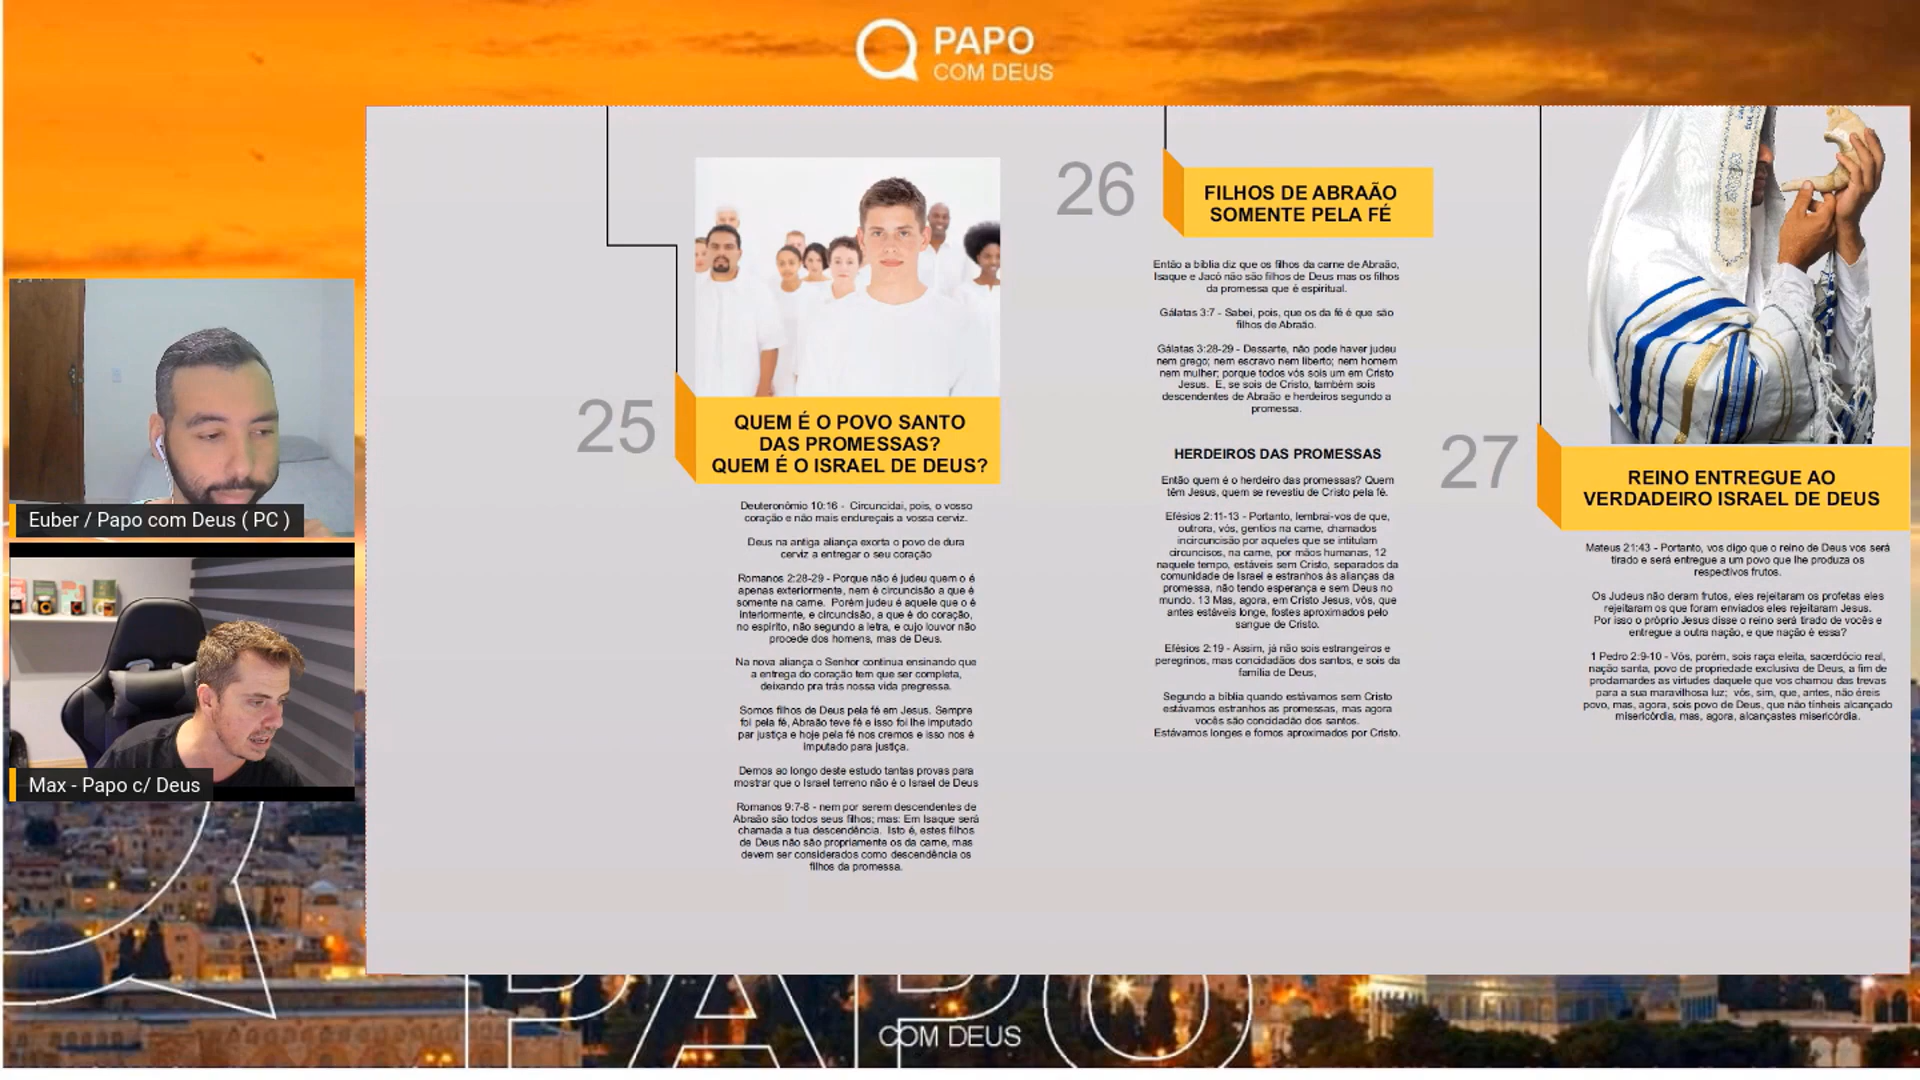 PAPO
COM DEUS
25
QUEM É O POVO SANTO
DAS PROMESSAS?
QUEM É O ISRAEL DE DEUS?
Deuteronômio 10:16 - Circuncidai, pois, o vosso
coração e não mais endureçais a vossa cerviz.
Deus na antiga aliança exorta o povo de dura
cerviz a entregar o seu coração
Romanos 2:28-29 - Porque não é judeu quem o é
apenas exteriormente, nem é circuncisão a que é
somente na carne. Porém judeu é aquele que o é
interiormente, e circuncisão, a que é do coração,
no espírito, não segundo a letra, e cujo louvor não
procede dos homens, mas de Deus.
Na nova aliança o Senhor continua ensinando que
a entrega do coração tem que ser completa,
deixando pra trás nossa vida pregressa.
Somos filhos de Deus pela fé em Jesus. Sempre
foi pela fé, Abraão teve fé e isso foi lhe imputado
par justiça e hoje pela fé nos cremos e isso nos é
imputado para justiça.
Demos ao longo deste estudo tantas provas para
mostrar que o Israel terreno não é o Israel de Deus
Romanos 9:7-8 - nem por serem descendentes de
Abraão são todos seus filhos; mas: Em Isaque será
chamada a tua descendência. Isto é, estes filhos
de Deus não são propriamente os da carne, mas
devem ser considerados como descendência os
filhos da promessa.
26
FILHOS DE ABRAÃO
SOMENTE PELA FÉ
Então a bíblia diz que os filhos da carne de Abraão,
Isaque e Jacó não são filhos de Deus mas os filhos
da promessa que é espiritual.
Gálatas 3:7 - Sabei, pois, que os da fé é que são
filhos de Abraão.
Gálatas 3:28-29 - Dessarte, não pode haver judeu
nem grego; nem escravo nem liberto; nem homem
nem mulher; porque todos vós sois um em Cristo
Jesus. E, se sois de Cristo, também sois
descendentes de Abraão e herdeiros segundo a
promessa.
HERDEIROS DAS PROMESSAS
Então quem é o herdeiro das promessas? Quem
têm Jesus, quem se revestiu de Cristo pela fé.
Efésios 2:11-13 - Portanto, lembrai-vos de que,
outrora, vós, gentios na carne, chamados
incircuncisão por aqueles que se intitulam
circuncisos, na carne, por mãos humanas, 12
naquele tempo, estáveis sem Cristo, separados da
comunidade de Israel e estranhos às alianças da
promessa, não tendo esperança e sem Deus no
mundo. 13 Mas, agora, em Cristo Jesus, vós, que
antes estáveis longe, fostes aproximados pelo
sangue de Cristo.
Efésios 2:19 - Assim, já não sois estrangeiros e
peregrinos, mas concidadãos dos santos, e sois da
família de Deus,
Segundo a bíblia quando estávamos sem Cristo
estávamos estranhos as promessas, mas agora
vocês são concidadão dos santos.
Estávamos longes e fomos aproximados por Cristo.
27
REINO ENTREGUE AO
VERDADEIRO ISRAEL DE DEUS
Mateus 21:43 - Portanto, vos digo que o reino de Deus vos será
tirado e será entregue a um povo que lhe produza os
respectivos frutos.
Os Judeus não deram frutos, eles rejeitaram os profetas eles
rejeitaram os que foram enviados eles rejeitaram Jesus.
Por isso o próprio Jesus disse o reino será tirado de vocês e
entregue a outra nação, e que nação é essa?
1 Pedro 2:9-10 - Vós, porém, sois raça eleita, sacerdócio real,
nação santa, povo de propriedade exclusiva de Deus, a fim de
proclamardes as virtudes daquele que vos chamou das trevas
para a sua maravilhosa luz; vós, sim, que, antes, não éreis
povo, mas, agora, sois povo de Deus, que não tínheis alcançado
misericórdia, mas, agora, alcançastes misericórdia.
Euber / Papo com Deus ( PC )
Max - Papo c/ Deus
PAPO
COM DEUS